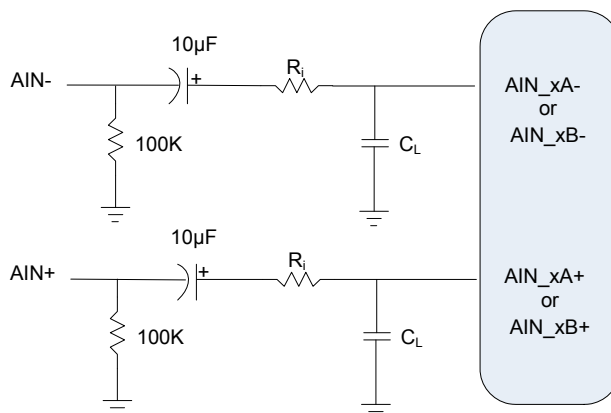 10µF
AIN-
+
Ri
AIN_xA-
or
AIN_xB-
100K
CL
10µF
AIN+
+
Ri
AIN_xA+
or
AIN_xB+
100K
CL